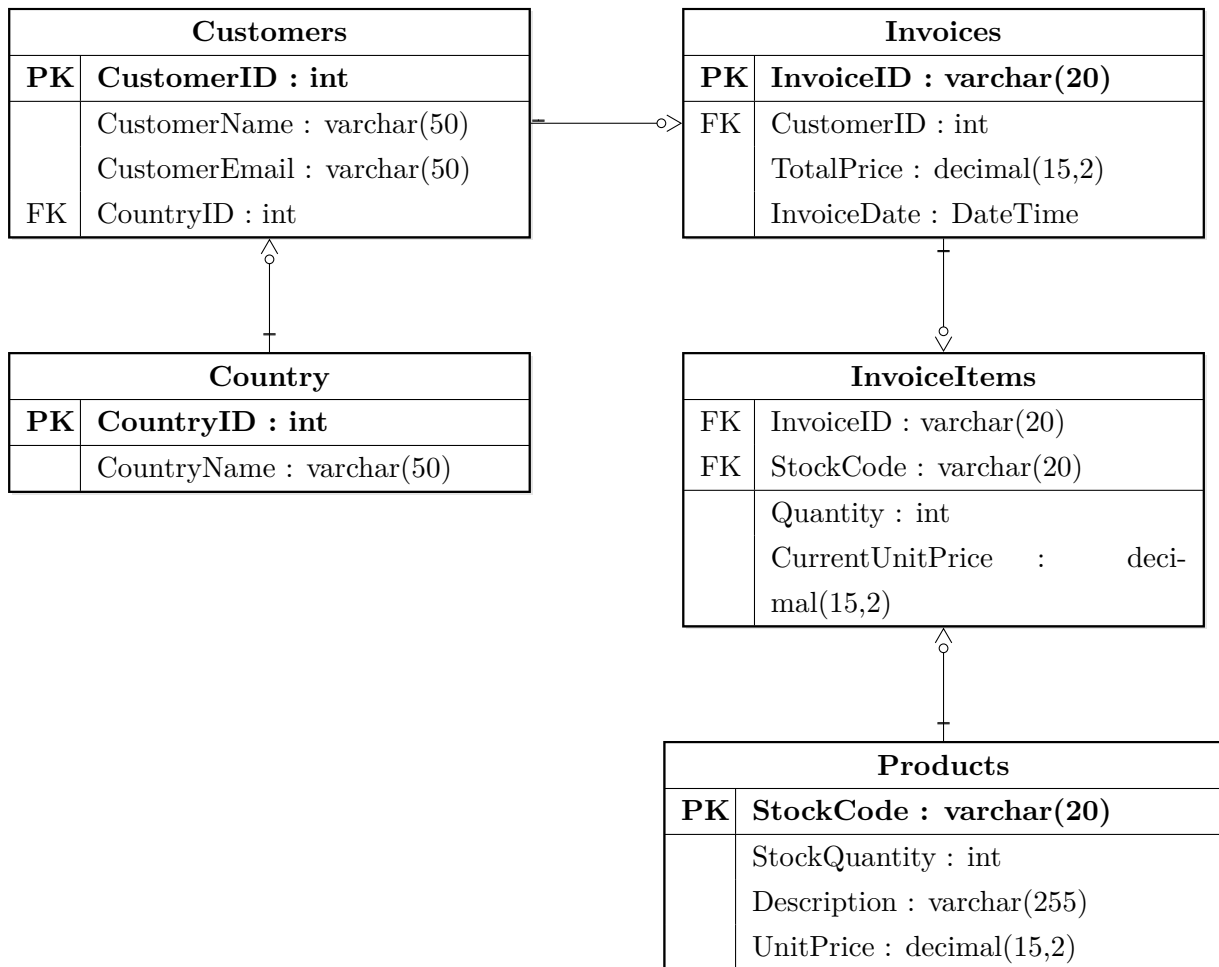 Customers
PK CustomerID : int
CustomerName : varchar(50)
CustomerEmail : varchar(50)
FK CountryID : int
Invoices
PK InvoiceID : varchar(20)
FK CustomerID : int
TotalPrice : decimal(15,2)
InvoiceDate : DateTime
Country
PK CountryID : int
CountryName : varchar(50)
InvoiceItems
FK InvoiceID : varchar(20)
FK StockCode : varchar(20)
Quantity : int
CurrentUnitPrice : deci-
mal(15,2)
Products
PK StockCode : varchar(20)
StockQuantity : int
Description : varchar(255)
UnitPrice : decimal(15,2)